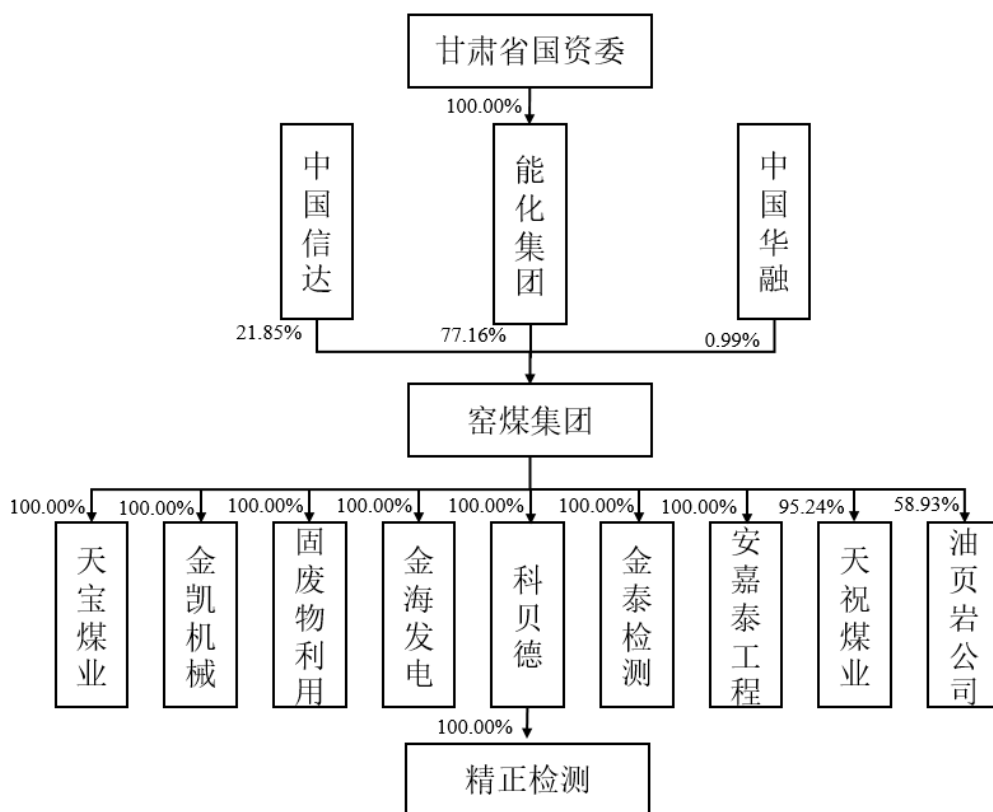 甘肃省国资委
100.00%
中国信达
能化集团
中国华融
21.85%
77.16%
0.99%
窑煤集团
100.00%
100.00%
100.00%
100.00%
100.00%
100.00%
100.00%
95.24%
58.93%
天宝煤业
金凯机械
固废物利用
金海发电
科贝德
金泰检测
安嘉泰工程
天祝煤业
油页岩公司
100.00%
精正检测